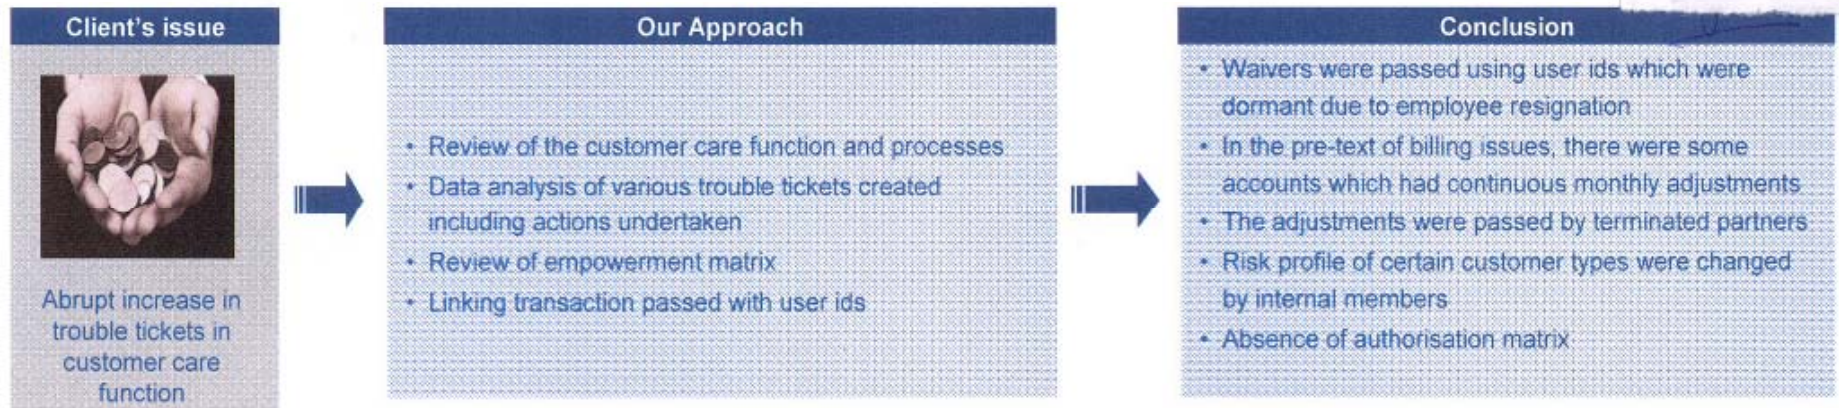 Client's issue
Abrupt increase in
trouble tickets in
customer care
function
Our Approach
• Review of the customer care function and processes
• Data analysis of various trouble tickets created
including actions undertaken
• Review of empowerment matrix
• Linking transaction passed with user ids
Conclusion
• Waivers were passed using user ids which were
dormant due to employee resignation
• In the pre-text of billing issues, there were some
accounts which had continuous monthly adjustments
• The adjustments were passed by terminated partners
• Risk profile of certain customer types were changed
by internal members
• Absence of authorisation matrix